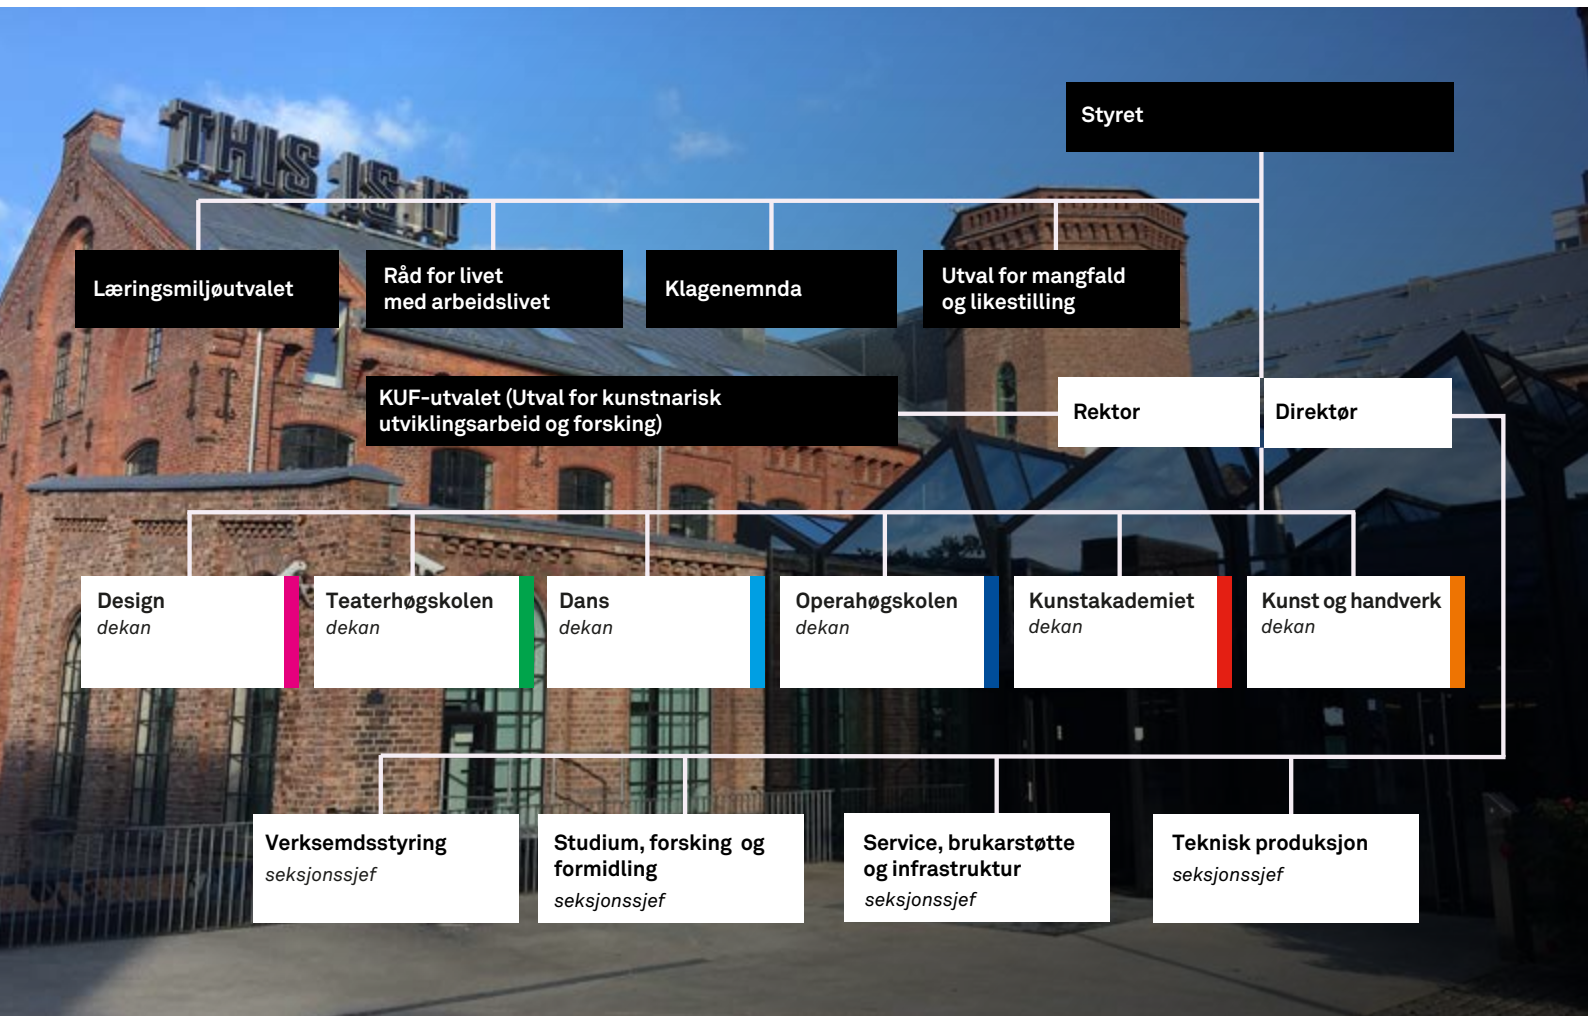 THIS IS IT
Styret
Læringsmiljøutvalet
Råd for livet
med arbeidslivet
Klagenemnda
Utval for mangfald
og likestilling
KUF-utvalet (Utval for kunstnarisk
utviklingsarbeid og forsking)
Rektor
Direktør
Design
dekan
Teaterhøgskolen
dekan
Dans
dekan
Operahøgskolen
dekan
Kunstakademiet
dekan
Kunst og handverk
dekan
Verksemdsstyring
seksjonssjef
Studium, forsking og
formidling
seksjonssjef
Service, brukarstøtte
og infrastruktur
seksjonssjef
Teknisk produksjon
seksjonssjef